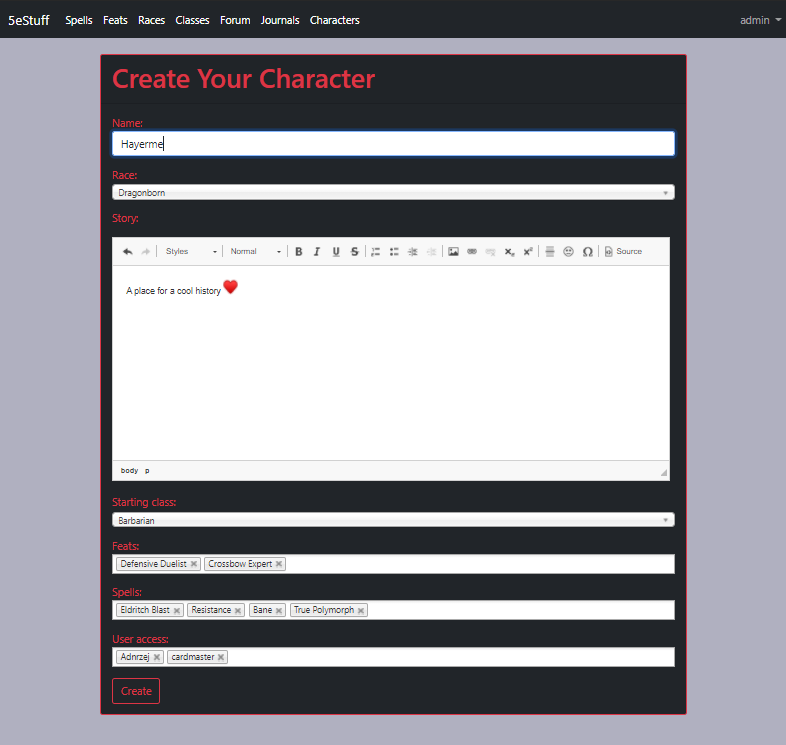 5eStuff Spells Feats Races Classes Forum Journals Characters admin
Create Your Character
Name:
Hayerme
Race:
Dragonborn
Story:
Styles Normal B I U S Source
A place for a cool history
body p
Starting class:
Barbarian
Feats:
Defensive Duelist Crossbow Expert
Spells:
Eldritch Blast Resistance Bane True Polymorph
User access:
Adnrzej cardmaster
Create